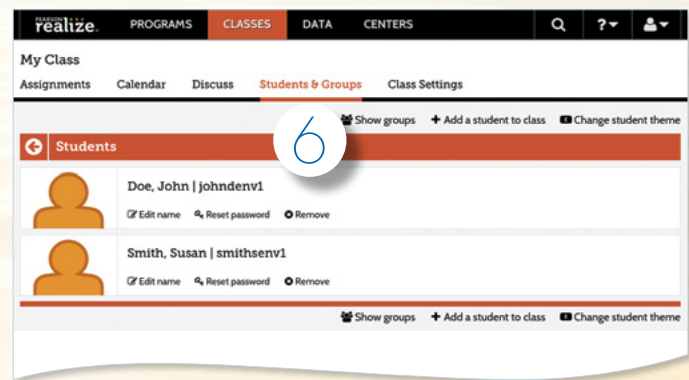 PEARSON realize. PROGRAMS CLASSES DATA CENTERS ?
My Class
Assignments Calendar Discuss Students & Groups Class Settings
6
Show groups + Add a student to class Change student theme
Students
Doe, John | johndenv1
Edit name Reset password Remove
Smith, Susan | smithsenv1
Edit name Reset password Remove
Show groups + Add a student to class Change student theme